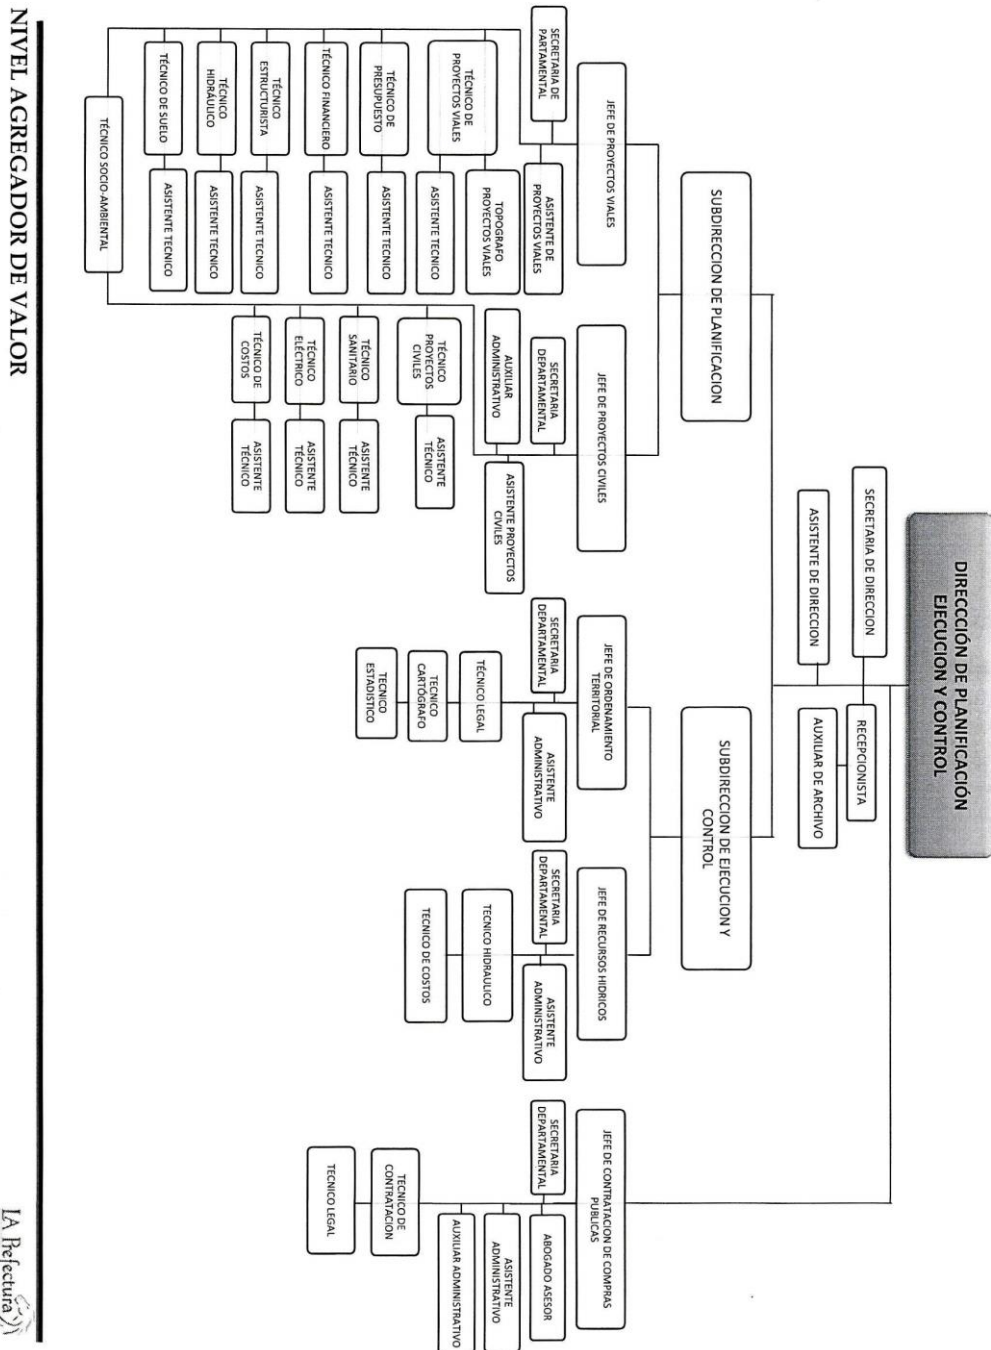 DIRECCCIÓN DE PLANIFICACIÓN
EJECUCION Y CONTROL
SECRETARIA DE DIRECCION
RECEPCIONISTA
ASISTENTE DE DIRECCION
AUXILIAR DE ARCHIVO
SUBDIRECCION DE PLANIFICACION
SUBDIRECCION DE EJECUCION Y
CONTROL
JEFE DE PROYECTOS VIALES
JEFE DE PROYECTOS CIVILES
JEFE DE ORDENAMIENTO
TERRITORIAL
JEFE DE RECURSOS HIDRICOS
JEFE DE CONTRATACION DE COMPRAS
PUBLICAS
SECRETARIA DE
PARTAMENTAL
ASISTENTE DE
PROYECTOS VIALES
TÉCNICO DE
PROYECTOS VIALES
TOPOGRAFO
PROYECTOS VIALES
ASISTENTE TECNICO
TÉCNICO DE
PRESUPUESTO
ASISTENTE TECNICO
TÉCNICO FINANCIERO
ASISTENTE TECNICO
TÉCNICO
ESTRUCTURISTA
ASISTENTE TECNICO
TÉCNICO
HIDRÁULICO
ASISTENTE TECNICO
TÉCNICO DE SUELO
ASISTENTE TECNICO
TÉCNICO SOCIO-AMBIENTAL
SECRETARIA
DEPARTAMENTAL
AUXILIAR
ADMINISTRATIVO
ASISTENTE PROYECTOS
CIVILES
TÉCNICO
PROYECTOS
CIVILES
ASISTENTE
TÉCNICO
TÉCNICO
SANITARIO
ASISTENTE
TÉCNICO
TÉCNICO
ELÉCTRICO
ASISTENTE
TÉCNICO
TÉCNICO DE
COSTOS
ASISTENTE
TÉCNICO
SECRETARIA
DEPARTAMENTAL
ASISTENTE
ADMINISTRATIVO
TÉCNICO LEGAL
TECNICO
CARTÓGRAFO
TECNICO
ESTADISTICO
SECRETARIA
DEPARTAMENTAL
ASISTENTE
ADMINISTRATIVO
TECNICO HIDRAULICO
TECNICO DE COSTOS
SECRETARIA
DEPARTAMENTAL
ABOGADO ASESOR
ASISTENTE
ADMINISTRATIVO
AUXILIAR ADMINISTRATIVO
TECNICO DE
CONTRATACION
TECNICO LEGAL
NIVEL AGREGADOR DE VALOR
LA Prefectura